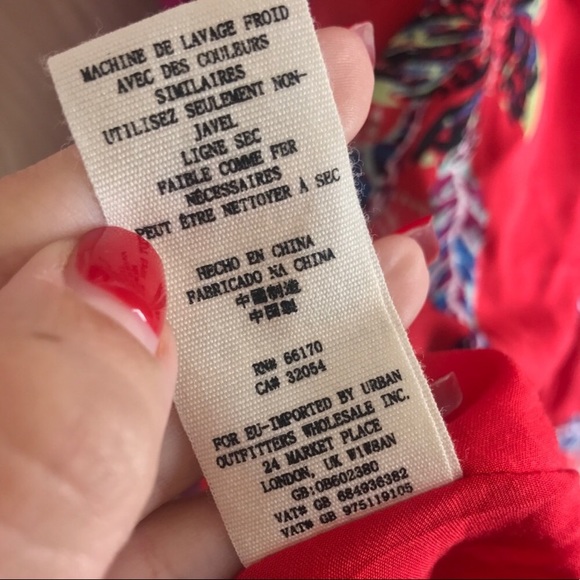 MACHINE DE LAVAGE FROID
AVEC DES COULEURS
SIMILAIRES
UTILISEZ SEULEMENT NON-
JAVEL
LIGNE SEC
FAIBLE COMME FER
NÉCESSAIRES
PEUT ÊTRE NETTOYER À SEC
HECHO EN CHINA
FABRICADO NA CHINA
中國制造
中国製
RN# 66170
CA# 32054
FOR EU-IMPORTED BY URBAN
OUTFITTERS WHOLESALE INC.
24 MARKET PLACE
LONDON, UK W1W8AN
GB:OB602380
VAT# GB 684936382
VAT# GB 975119105